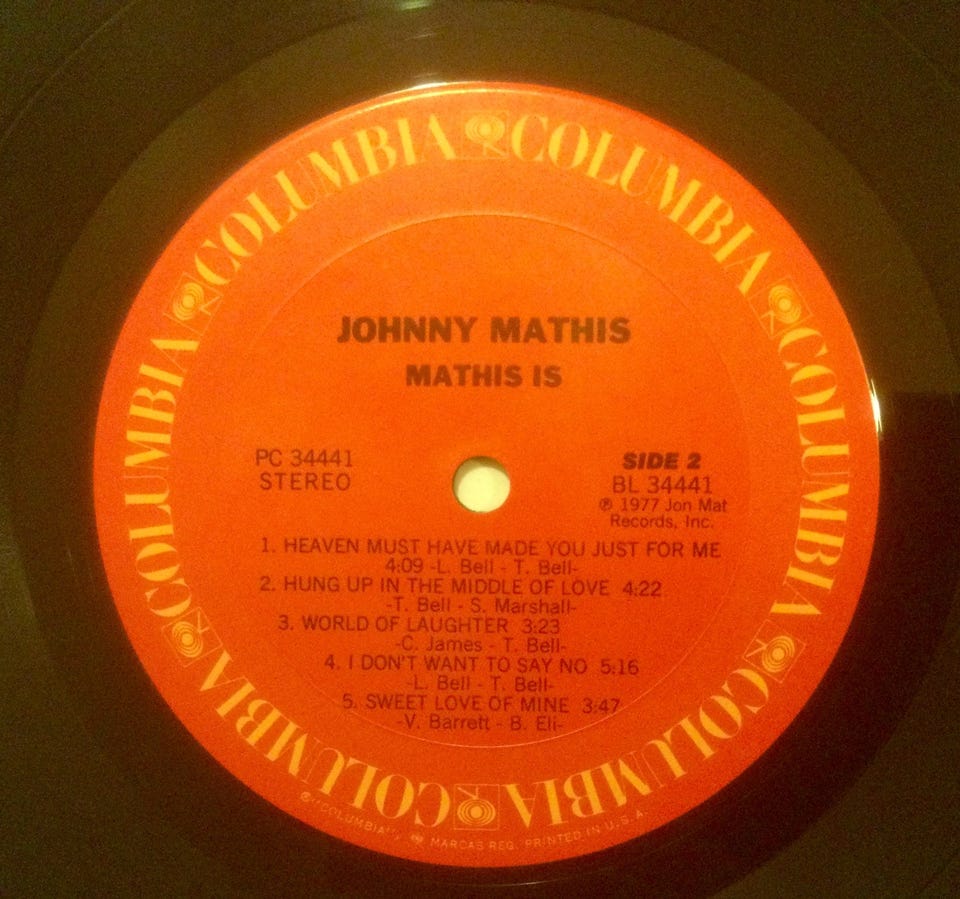 COLUMBIA COLUMBIA COLUMBIA COLUMBIA COLUMBIA COLUMBIA COLUMBIA COLUMBIA
JOHNNY MATHIS
MATHIS IS
PC 34441
STEREO
SIDE 2
BL 34441
℗ 1977 Jon Mat
Records, Inc.
1. HEAVEN MUST HAVE MADE YOU JUST FOR ME
4:09 -L. Bell - T. Bell-
2. HUNG UP IN THE MIDDLE OF LOVE 4:22
-T. Bell - S. Marshall-
3. WORLD OF LAUGHTER 3:23
-C. James - T. Bell-
4. I DON'T WANT TO SAY NO 5:16
-L. Bell - T. Bell-
5. SWEET LOVE OF MINE 3:47
-V. Barrett - B. Eli-
"COLUMBIA", MARCAS REG. PRINTED IN U.S.A.